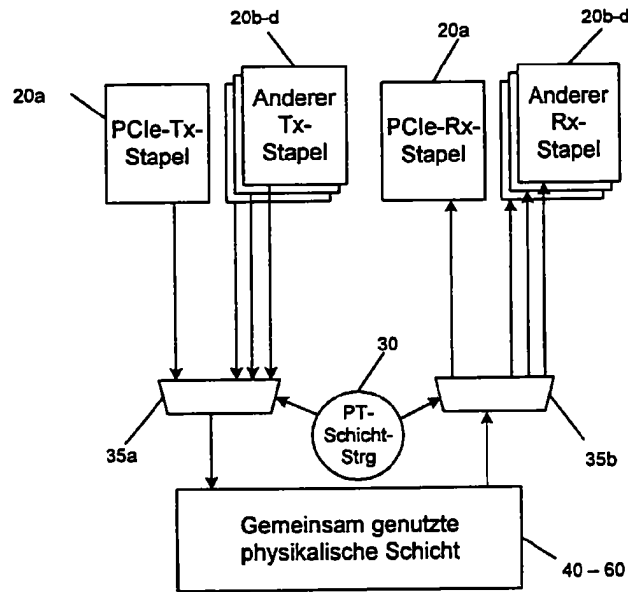 20b-d
20b-d
20a
20a
PCIe-Tx-
Stapel
Anderer
Tx-
Stapel
PCIe-Rx-
Stapel
Anderer
Rx-
Stapel
30
PT-
Schicht-
Strg
35a
35b
Gemeinsam genutzte
physikalische Schicht
40 – 60